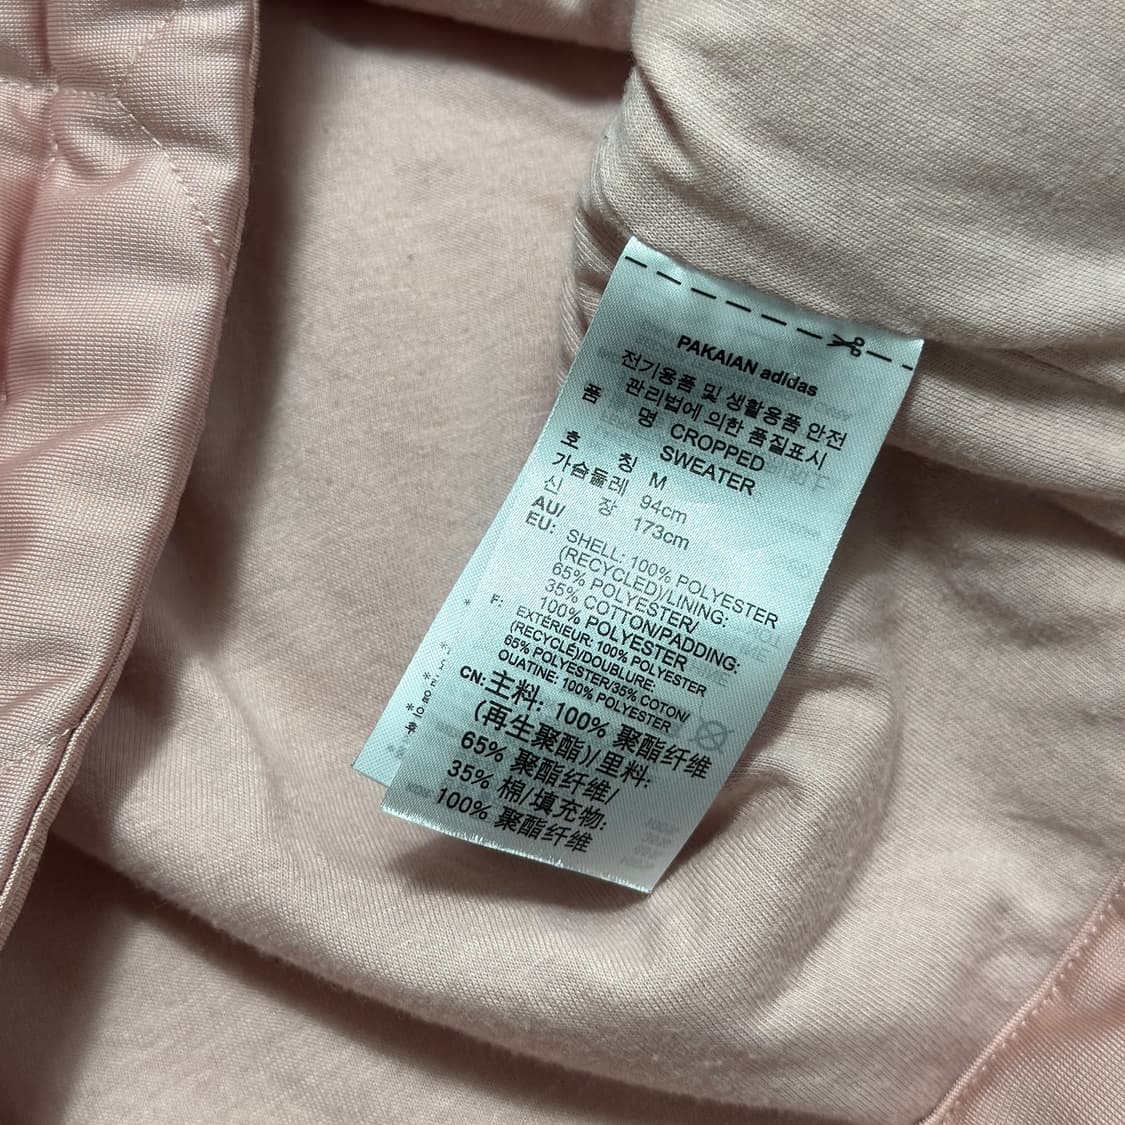 PAKAIAN adidas
전기용품 및 생활용품 안전
관리법에 의한 품질표시
품 명 CROPPED
SWEATER
호 칭 M
가슴둘레 94cm
신 장 173cm
AU/
EU: SHELL: 100% POLYESTER
(RECYCLED)/LINING:
65% POLYESTER/
35% COTTON/PADDING:
100% POLYESTER
F: EXTÉRIEUR: 100% POLYESTER
(RECYCLÉ)/DOUBLURE:
65% POLYESTER/35% COTON/
OUATINE: 100% POLYESTER
CN: 主料: 100% 聚酯纤维
(再生聚酯)/里料:
65% 聚酯纤维/
35% 棉/填充物:
100% 聚酯纤维